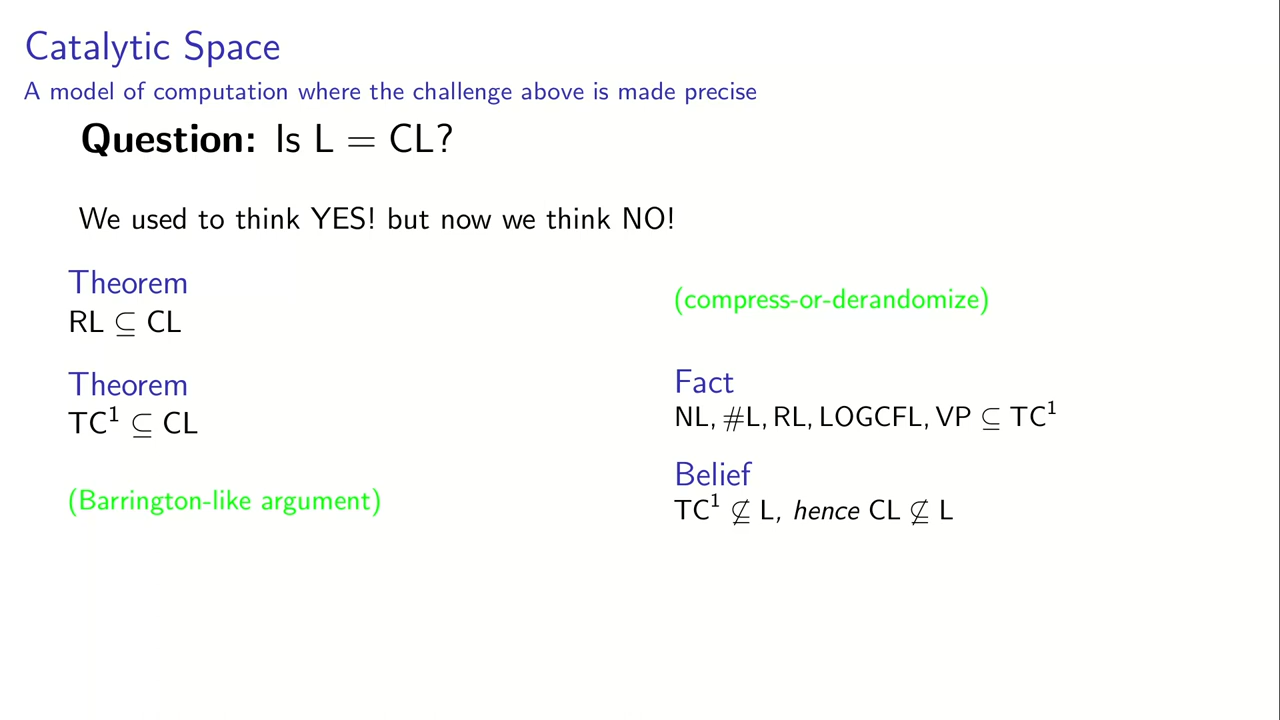 Catalytic Space
A model of computation where the challenge above is made precise
Question: Is L = CL?
We used to think YES! but now we think NO!
Theorem
RL ⊆ CL
(compress-or-derandomize)
Theorem
TC¹ ⊆ CL
(Barrington-like argument)
Fact
NL, #L, RL, LOGCFL, VP ⊆ TC¹
Belief
TC¹ ⊈ L, hence CL ⊈ L